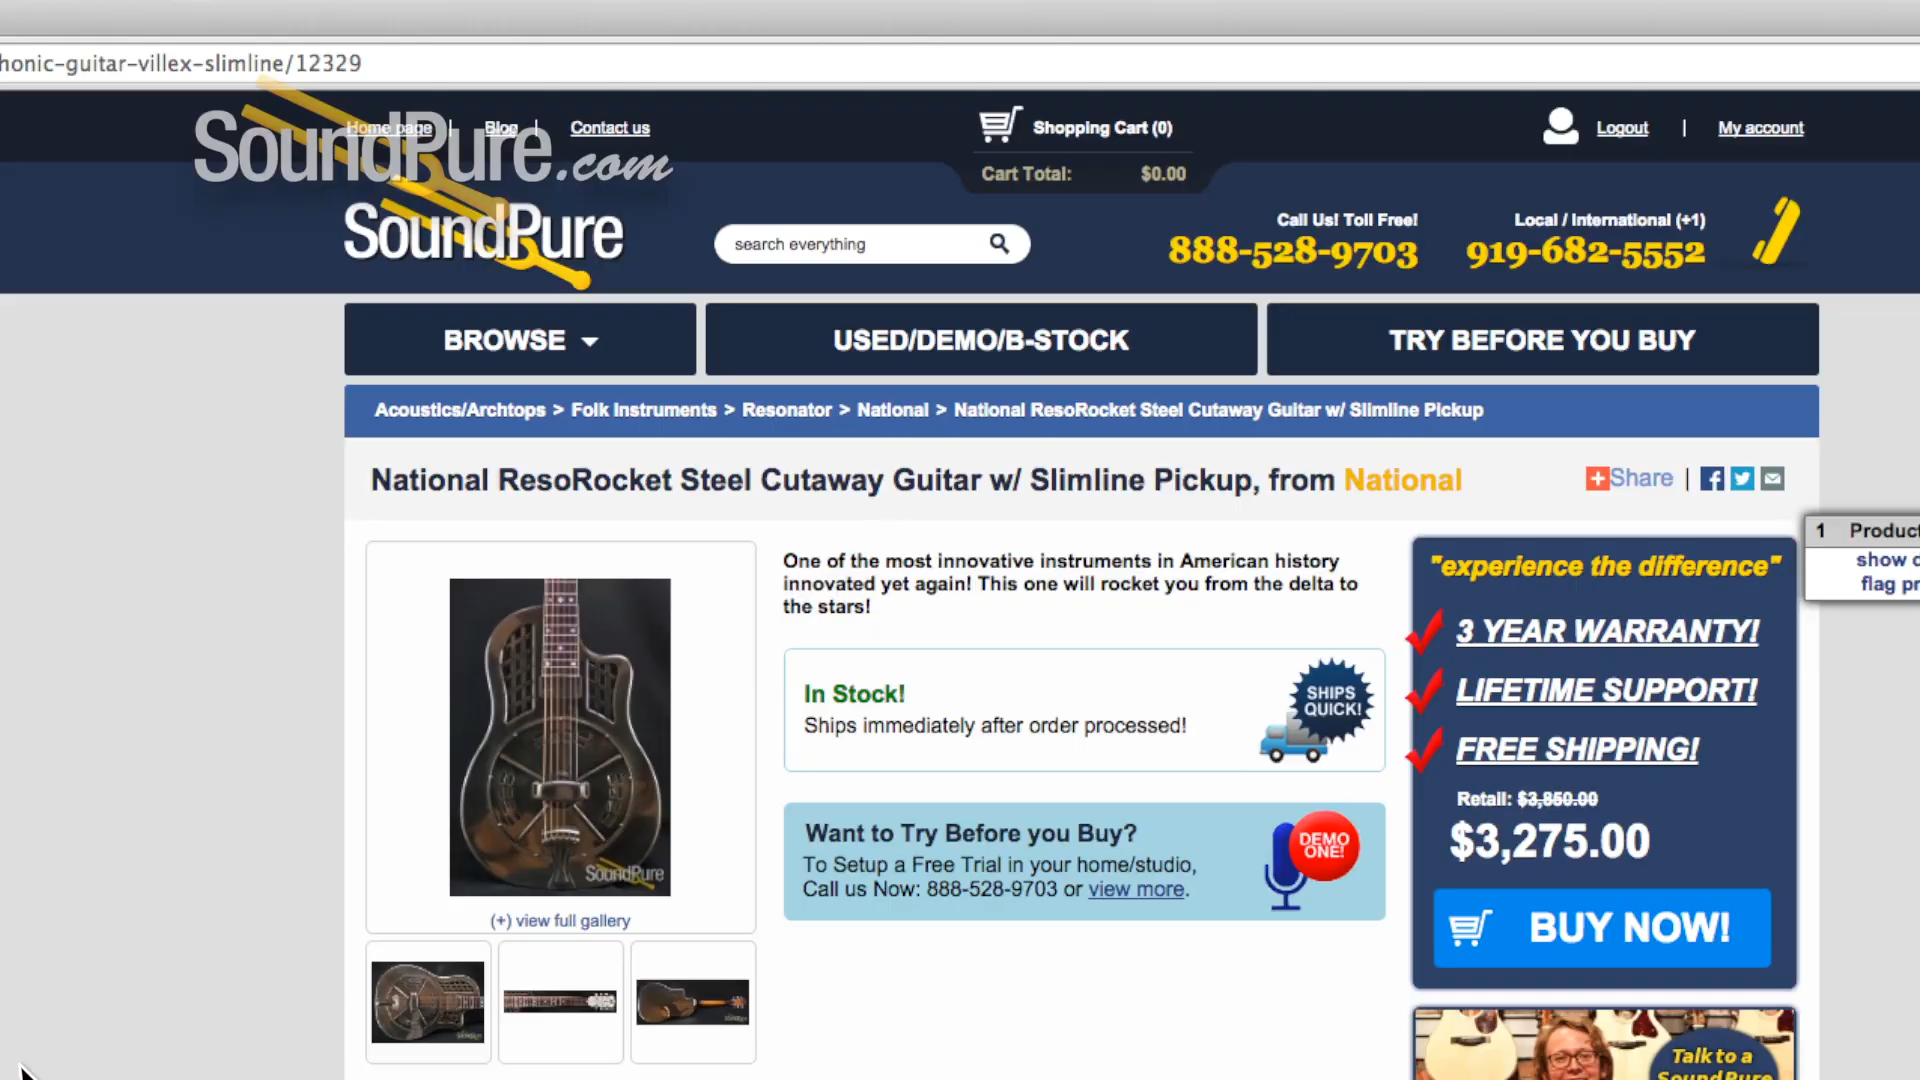 honic-guitar-villex-slimline/12329
SoundPure.com
Home page | Blog | Contact us
Shopping Cart (0)
Logout | My account
Cart Total: $0.00
SoundPure
search everything
Call Us! Toll Free!
888-528-9703
Local / International (+1)
919-682-5552
BROWSE
USED/DEMO/B-STOCK
TRY BEFORE YOU BUY
Acoustics/Archtops > Folk Instruments > Resonator > National > National ResoRocket Steel Cutaway Guitar w/ Slimline Pickup
National ResoRocket Steel Cutaway Guitar w/ Slimline Pickup, from National
Share |
1 Product
show
flag
SoundPure
(+) view full gallery
One of the most innovative instruments in American history
innovated yet again! This one will rocket you from the delta to
the stars!
In Stock!
Ships immediately after order processed!
SHIPS
QUICK!
Want to Try Before you Buy?
To Setup a Free Trial in your home/studio,
Call us Now: 888-528-9703 or view more.
DEMO
ONE!
"experience the difference"
3 YEAR WARRANTY!
LIFETIME SUPPORT!
FREE SHIPPING!
Retail: $3,850.00
$3,275.00
BUY NOW!
Talk to a
SoundPure